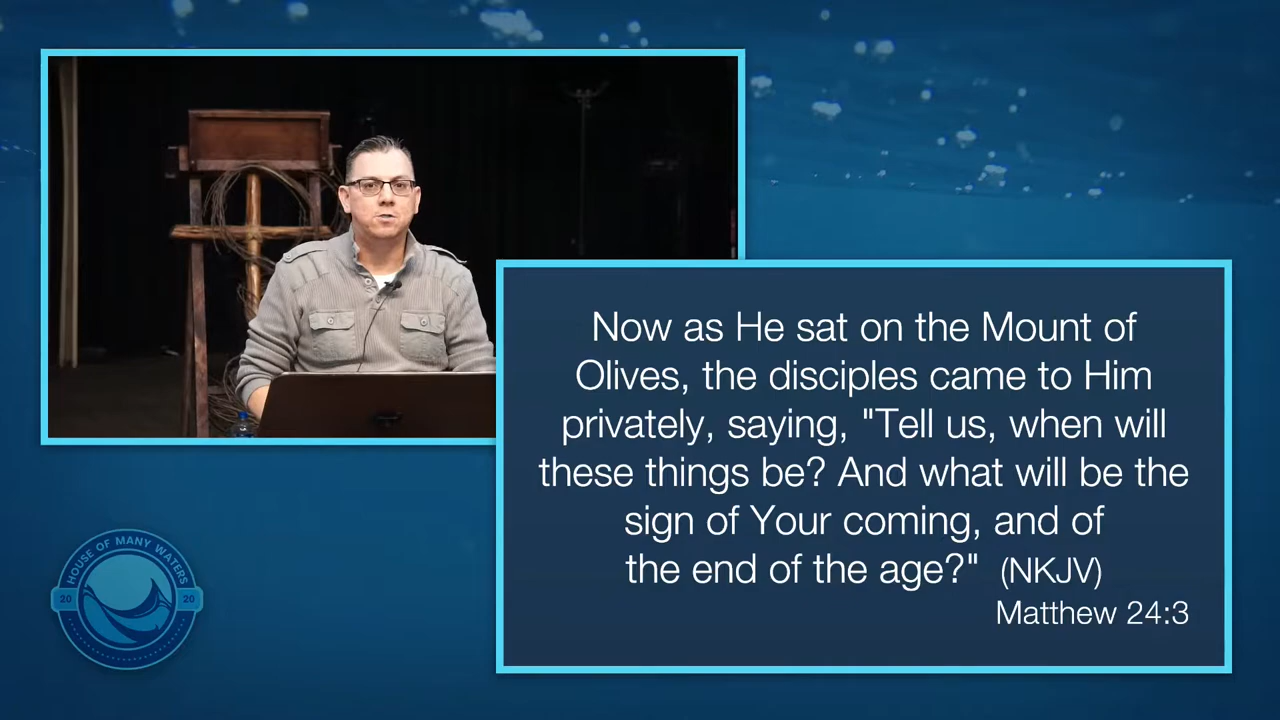 Now as He sat on the Mount of
Olives, the disciples came to Him
privately, saying, "Tell us, when will
these things be? And what will be the
sign of Your coming, and of
the end of the age?" (NKJV)
Matthew 24:3
HOUSE OF MANY WATERS
20 20